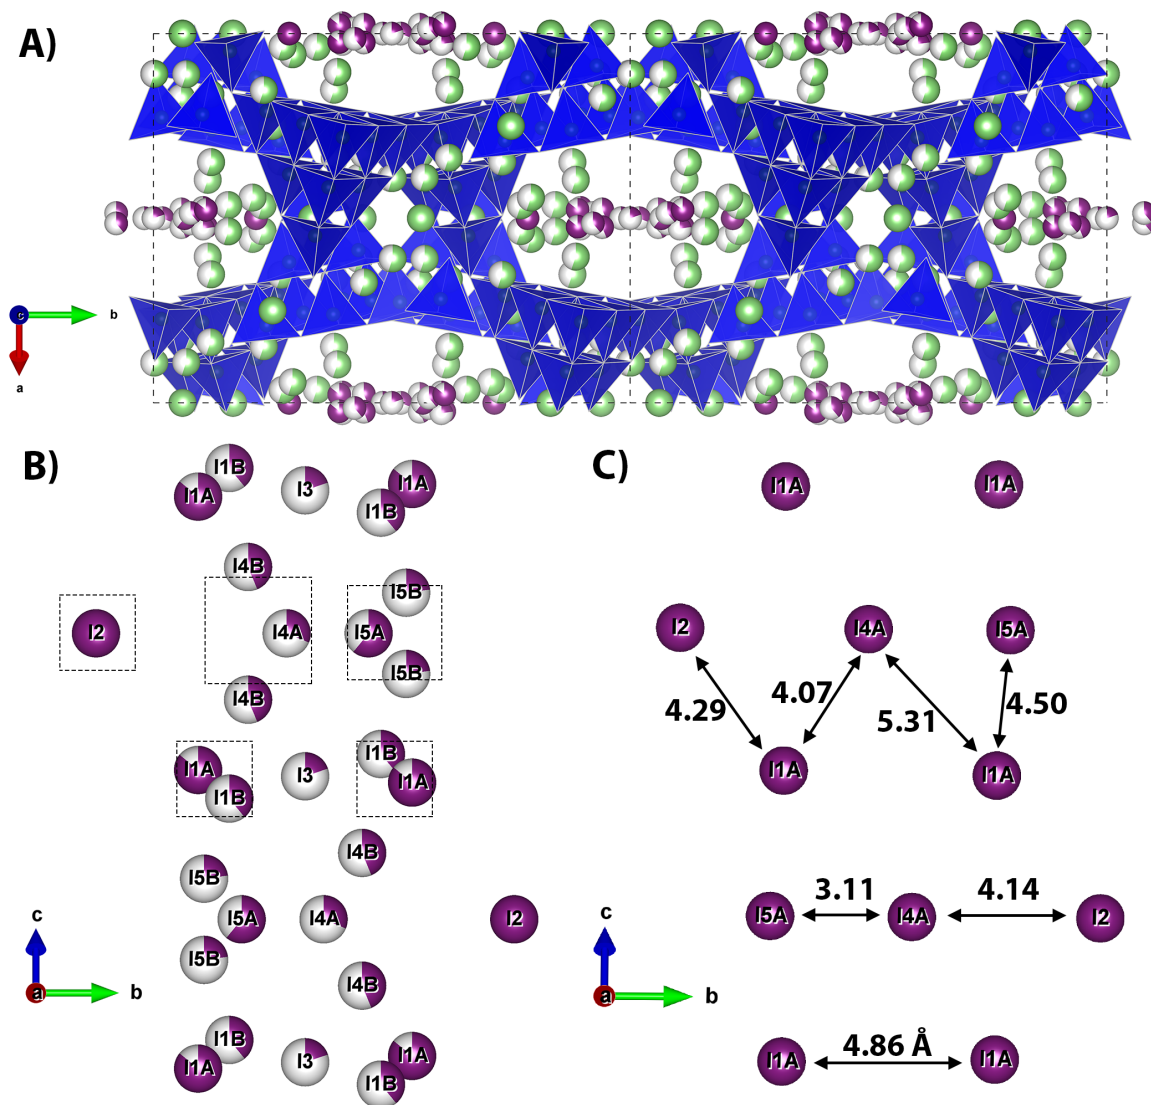 A)
c
b
a
B)
C)
I1B
I3
I1A
I1A
I1B
I1A
I1A
I4B
I5B
I2
I4A
I5A
I2
I4A
I5A
I5B
I4B
4.29
4.07
5.31
4.50
I1A
I1B
I3
I1B
I1A
I1A
I1A
I4B
I5B
3.11
4.14
c
I5A
I4A
I2
c
I5A
I4A
I2
I5B
I4B
a
b
a
b
I1B
I3
I1A
I1A
I1B
I1A
4.86 Å
I1A